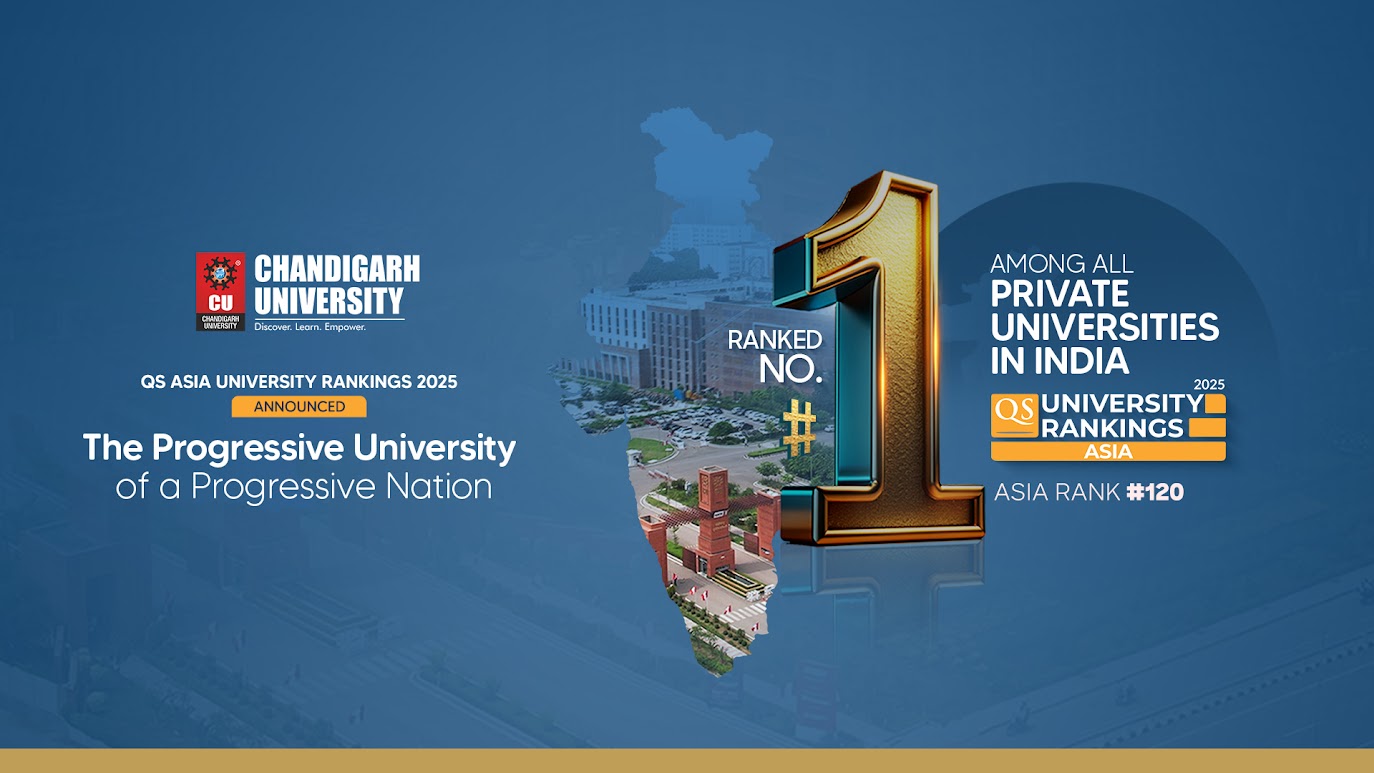 CU
CHANDIGARH
UNIVERSITY
CHANDIGARH
UNIVERSITY
Discover. Learn. Empower.
QS ASIA UNIVERSITY RANKINGS 2025
ANNOUNCED
The Progressive University
of a Progressive Nation
RANKED
NO.
#
1
AMONG ALL
PRIVATE
UNIVERSITIES
IN INDIA
2025
QS UNIVERSITY
RANKINGS
ASIA
ASIA RANK #120